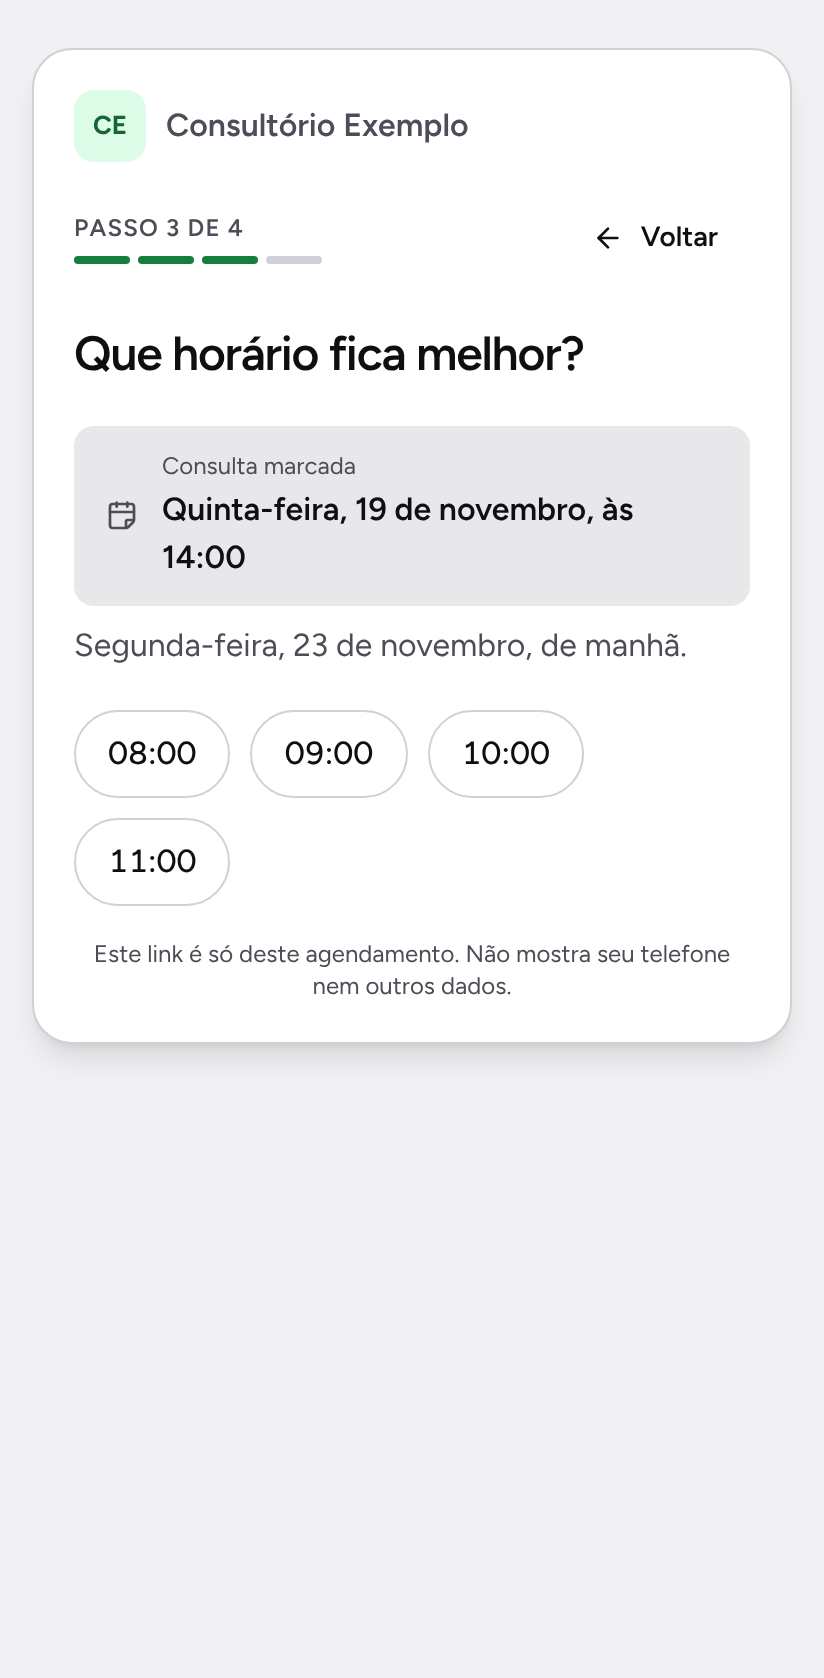 CE
Consultório Exemplo
PASSO 3 DE 4
Voltar
Que horário fica melhor?
Consulta marcada
Quinta-feira, 19 de novembro, às
14:00
Segunda-feira, 23 de novembro, de manhã.
08:00
09:00
10:00
11:00
Este link é só deste agendamento. Não mostra seu telefone
nem outros dados.